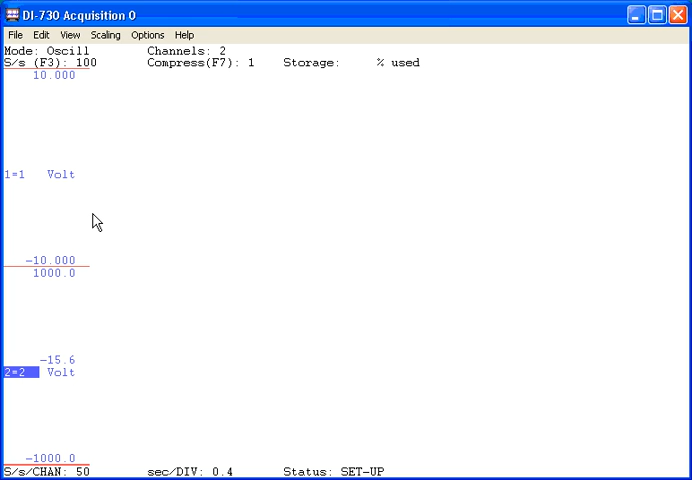 DI-730 Acquisition 0
File Edit View Scaling Options Help
Mode: Oscill Channels: 2
S/s (F3): 100 Compress(F7): 1 Storage: % used
10.000
1=1 Volt
-10.000
1000.0
-15.6
2=2 Volt
-1000.0
S/s/CHAN: 50 sec/DIV: 0.4 Status: SET-UP